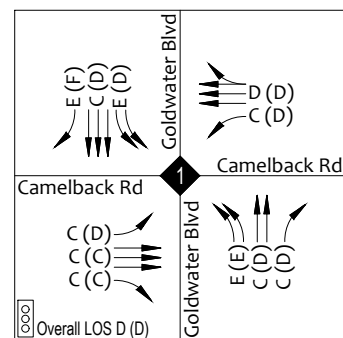 E (F)
C (D)
E (D)
Goldwater Blvd
D (D)
C (D)
Camelback Rd
1
Camelback Rd
C (D)
C (C)
C (C)
Goldwater Blvd
E (E)
C (D)
C (D)
Overall LOS D (D)